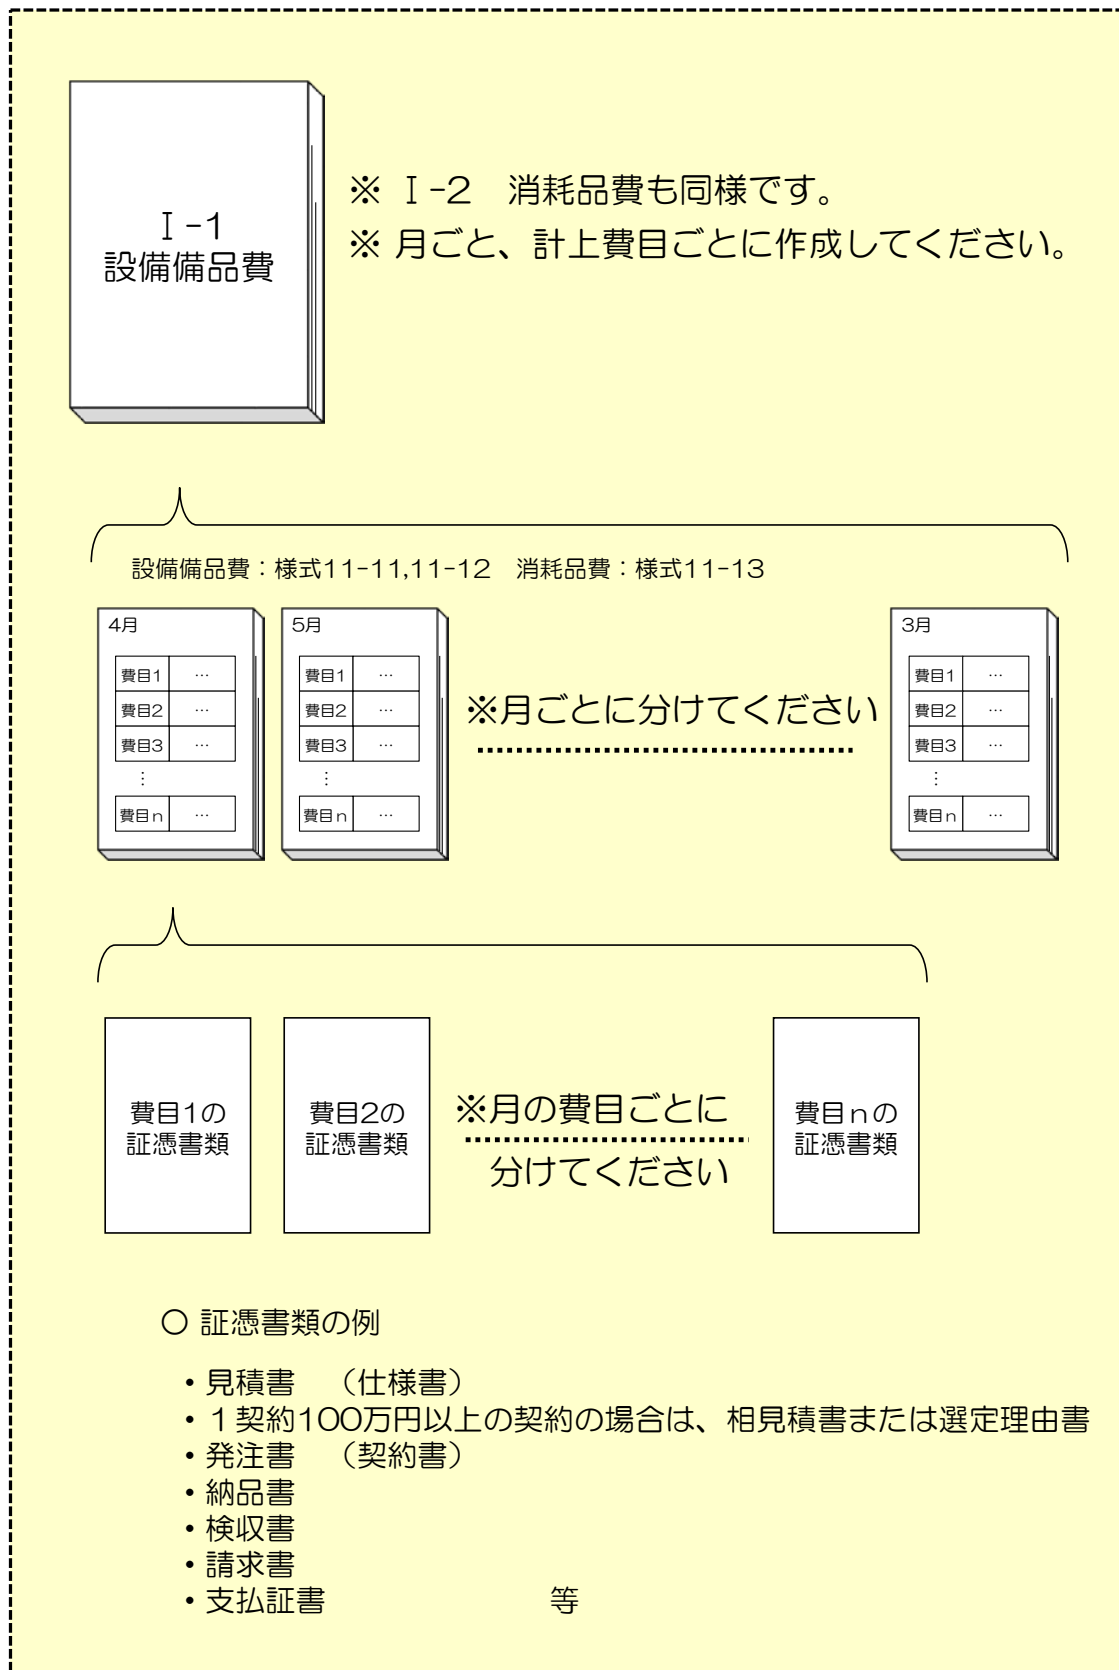 Ⅰ-1
設備備品費
※ Ⅰ-2　消耗品費も同様です。
※ 月ごと、計上費目ごとに作成してください。
設備備品費：様式11-11,11-12　消耗品費：様式11-13
4月
費目1 …
費目2 …
費目3 …
⋮
費目n …
5月
費目1 …
費目2 …
費目3 …
⋮
費目n …
※月ごとに分けてください
3月
費目1 …
費目2 …
費目3 …
⋮
費目n …
費目1の
証憑書類
費目2の
証憑書類
※月の費目ごとに
分けてください
費目nの
証憑書類
○ 証憑書類の例
・見積書　（仕様書）
・１契約100万円以上の契約の場合は、相見積書または選定理由書
・発注書　（契約書）
・納品書
・検収書
・請求書
・支払証書　　　　　　　等